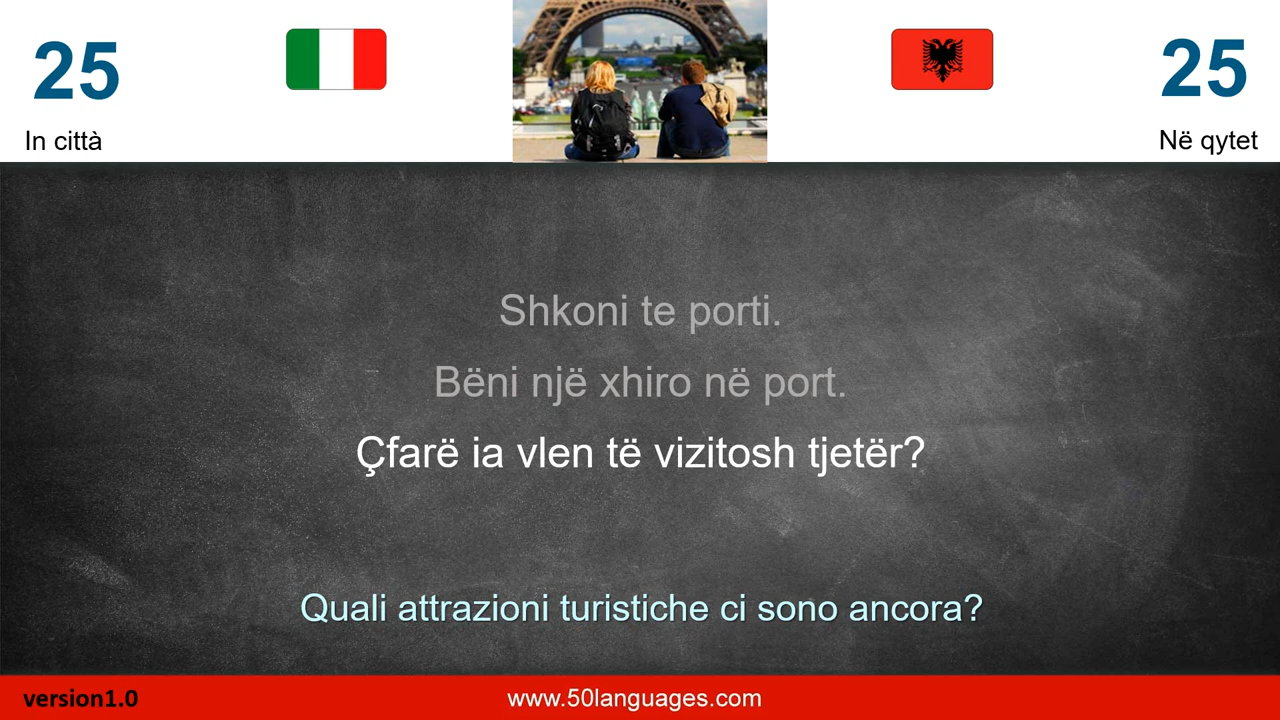 25
25
In città
Në qytet
Shkoni te porti.
Bëni një xhiro në port.
Çfarë ia vlen të vizitosh tjetër?
Quali attrazioni turistiche ci sono ancora?
version1.0
www.50languages.com